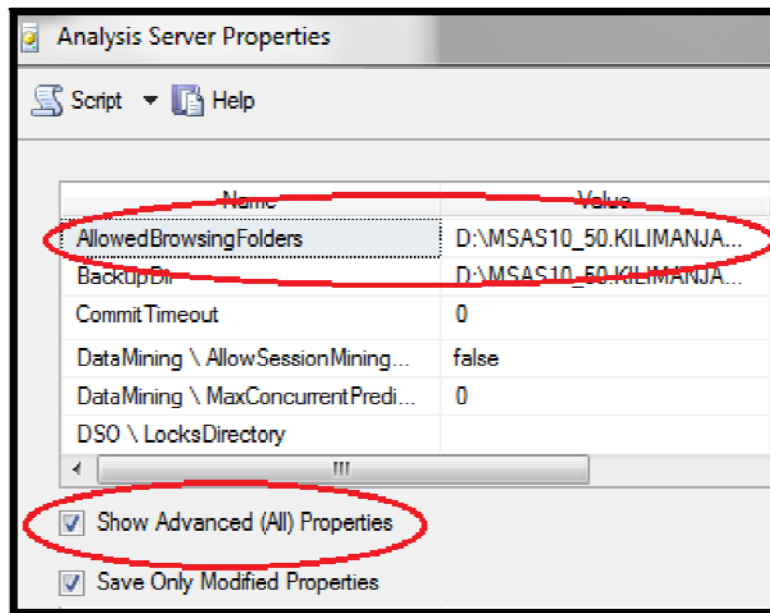 Analysis Server Properties
Script Help
Name Value
AllowedBrowsingFolders D:\MSAS10_50.KILIMANJA...
BackupDir D:\MSAS10_50.KILIMANJA...
CommitTimeout 0
DataMining \ AllowSessionMining... false
DataMining \ MaxConcurrentPredi... 0
DSO \ LocksDirectory
Show Advanced (All) Properties
Save Only Modified Properties